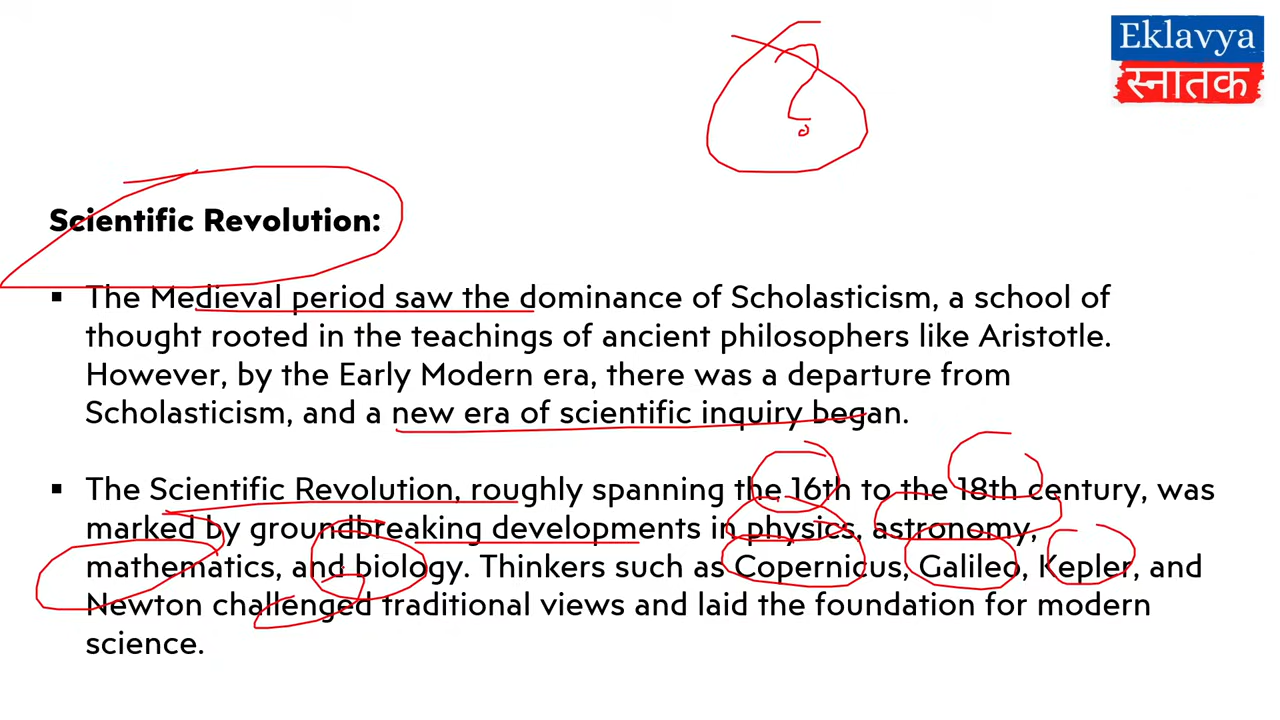 Eklavya
स्नातक
?
Scientific Revolution:
▪ The Medieval period saw the dominance of Scholasticism, a school of
thought rooted in the teachings of ancient philosophers like Aristotle.
However, by the Early Modern era, there was a departure from
Scholasticism, and a new era of scientific inquiry began.
▪ The Scientific Revolution, roughly spanning the 16th to the 18th century, was
marked by groundbreaking developments in physics, astronomy,
mathematics, and biology. Thinkers such as Copernicus, Galileo, Kepler, and
Newton challenged traditional views and laid the foundation for modern
science.